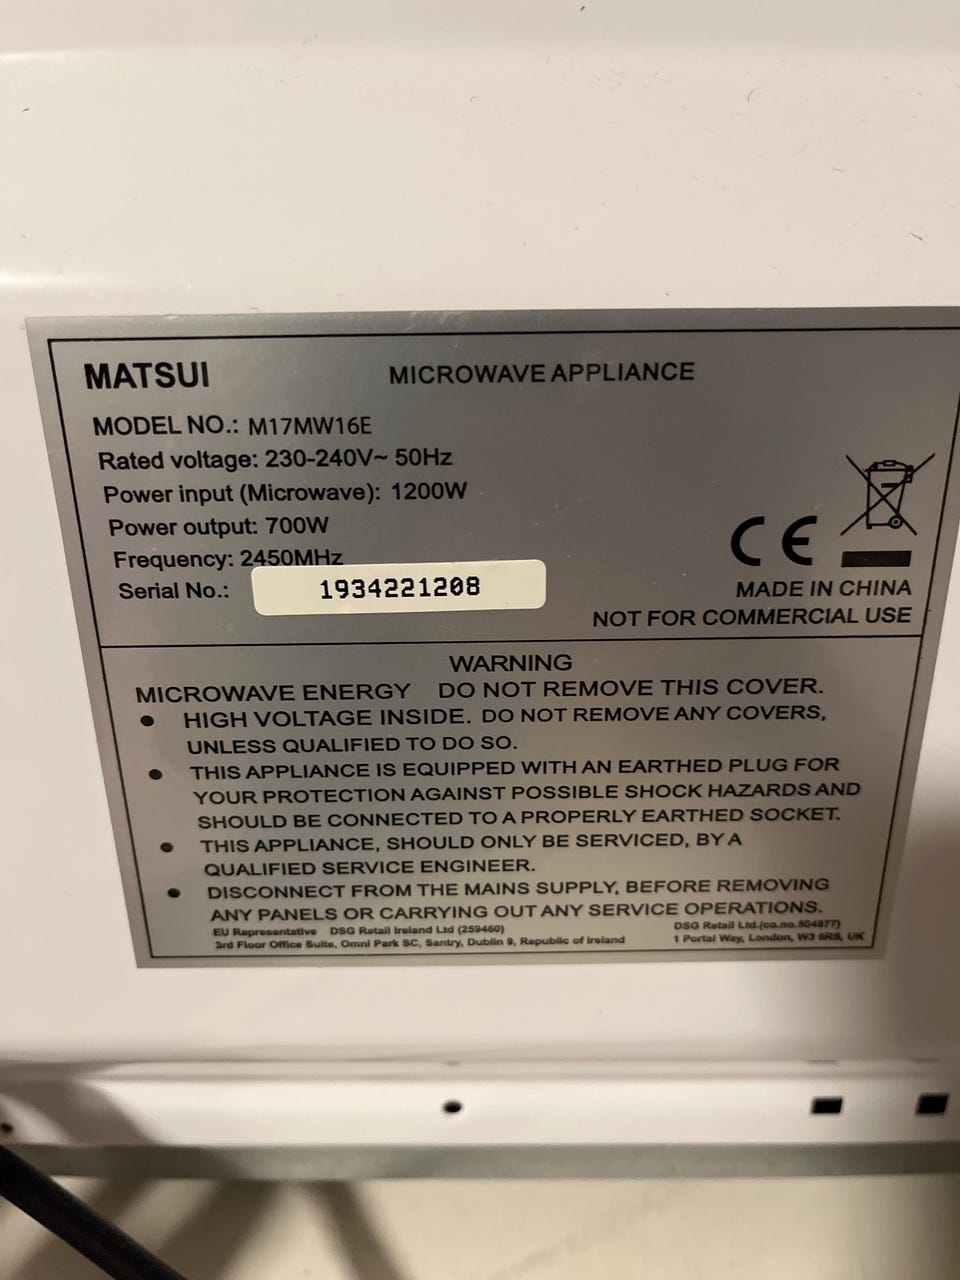 MATSUI MICROWAVE APPLIANCE
MODEL NO.: M17MW16E
Rated voltage: 230-240V~ 50Hz
Power input (Microwave): 1200W
Power output: 700W
Frequency: 2450MHz
Serial No.: 1934221208
CE
MADE IN CHINA
NOT FOR COMMERCIAL USE
WARNING
MICROWAVE ENERGY DO NOT REMOVE THIS COVER.
• HIGH VOLTAGE INSIDE. DO NOT REMOVE ANY COVERS,
UNLESS QUALIFIED TO DO SO.
• THIS APPLIANCE IS EQUIPPED WITH AN EARTHED PLUG FOR
YOUR PROTECTION AGAINST POSSIBLE SHOCK HAZARDS AND
SHOULD BE CONNECTED TO A PROPERLY EARTHED SOCKET.
• THIS APPLIANCE, SHOULD ONLY BE SERVICED, BY A
QUALIFIED SERVICE ENGINEER.
• DISCONNECT FROM THE MAINS SUPPLY, BEFORE REMOVING
ANY PANELS OR CARRYING OUT ANY SERVICE OPERATIONS.
EU Representative DSG Retail Ireland Ltd (259460)
3rd Floor Office Suite, Omni Park SC, Santry, Dublin 9, Republic of Ireland
DSG Retail Ltd.(co.no.504877)
1 Portal Way, London, W3 6RS, UK